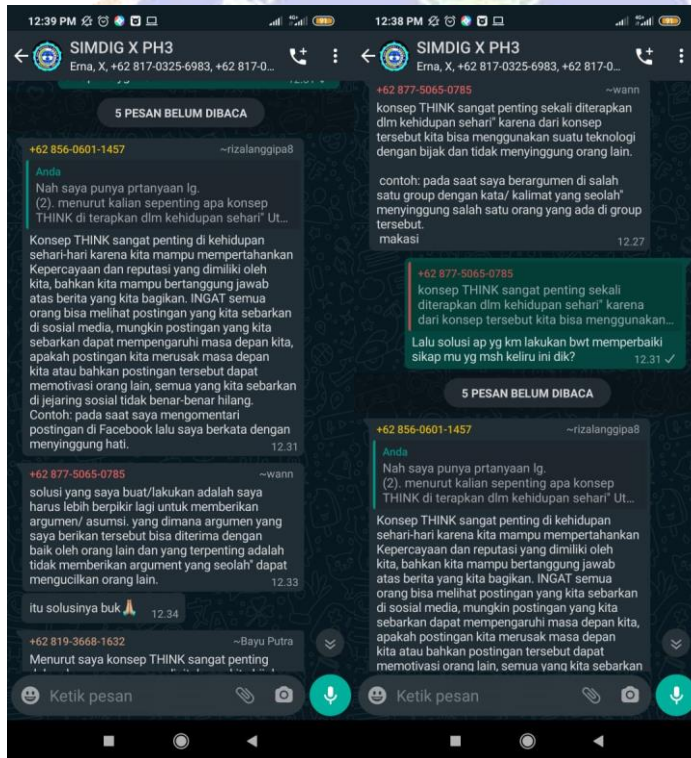 12:39 PM
SIMDIG X PH3
Erna, X, +62 817-0325-6983, +62 817-0...
12.31 ✓
5 PESAN BELUM DIBACA
+62 856-0601-1457 ~rizalanggipa8
Anda
Nah saya punya prtanyaan lg.
(2). menurut kalian sepenting apa konsep
THINK di terapkan dlm kehidupan sehari" Ut...
Konsep THINK sangat penting di kehidupan
sehari-hari karena kita mampu mempertahankan
Kepercayaan dan reputasi yang dimiliki oleh
kita, bahkan kita mampu bertanggung jawab
atas berita yang kita bagikan. INGAT semua
orang bisa melihat postingan yang kita sebarkan
di sosial media, mungkin postingan yang kita
sebarkan dapat mempengaruhi masa depan kita,
apakah postingan kita merusak masa depan
kita atau bahkan postingan tersebut dapat
memotivasi orang lain, semua yang kita sebarkan
di jejaring sosial tidak benar-benar hilang.
Contoh: pada saat saya mengomentari
postingan di Facebook lalu saya berkata dengan
menyinggung hati. 12.31
+62 877-5065-0785 ~wann
solusi yang saya buat/lakukan adalah saya
harus lebih berpikir lagi untuk memberikan
argumen/ asumsi. yang dimana argumen yang
saya berikan tersebut bisa diterima dengan
baik oleh orang lain dan yang terpenting adalah
tidak memberikan argument yang seolah" dapat
mengucilkan orang lain. 12.33
itu solusinya buk🙏🏼 12.34
+62 819-3668-1632 ~Bayu Putra
Menurut saya konsep THINK sangat penting
Ketik pesan
12:38 PM
SIMDIG X PH3
Erna, X, +62 817-0325-6983, +62 817-0...
+62 877-5065-0785 ~wann
konsep THINK sangat penting sekali diterapkan
dlm kehidupan sehari" karena dari konsep
tersebut kita bisa menggunakan suatu teknologi
dengan bijak dan tidak menyinggung orang lain.
contoh: pada saat saya berargumen di salah
satu group dengan kata/ kalimat yang seolah"
menyinggung salah satu orang yang ada di group
tersebut.
makasi 12.27
+62 877-5065-0785
konsep THINK sangat penting sekali
diterapkan dlm kehidupan sehari" karena
dari konsep tersebut kita bisa menggunakan...
Lalu solusi ap yg km lakukan bwt memperbaiki
sikap mu yg msh keliru ini dik? 12.31 ✓
5 PESAN BELUM DIBACA
+62 856-0601-1457 ~rizalanggipa8
Anda
Nah saya punya prtanyaan lg.
(2). menurut kalian sepenting apa konsep
THINK di terapkan dlm kehidupan sehari" Ut...
Konsep THINK sangat penting di kehidupan
sehari-hari karena kita mampu mempertahankan
Kepercayaan dan reputasi yang dimiliki oleh
kita, bahkan kita mampu bertanggung jawab
atas berita yang kita bagikan. INGAT semua
orang bisa melihat postingan yang kita sebarkan
di sosial media, mungkin postingan yang kita
sebarkan dapat mempengaruhi masa depan kita,
apakah postingan kita merusak masa depan
kita atau bahkan postingan tersebut dapat
memotivasi orang lain, semua yang kita sebarkan
Ketik pesan